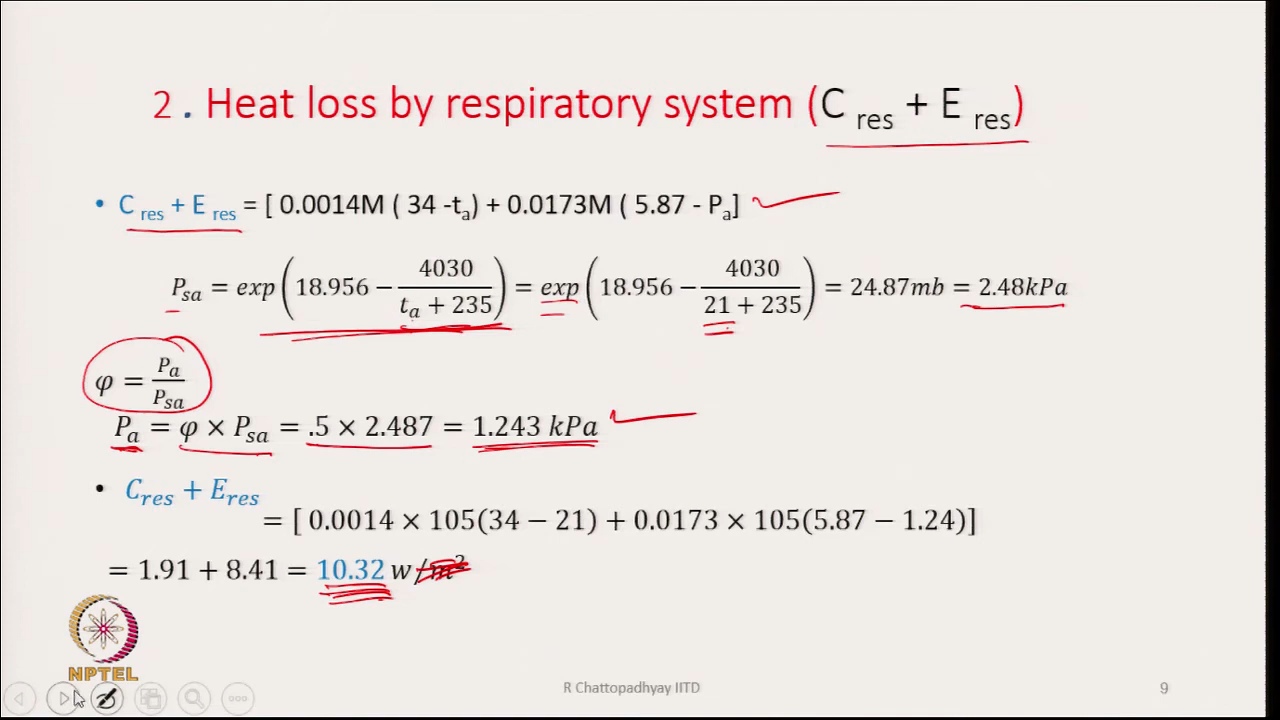 2 . Heat loss by respiratory system (C res + E res)
• C res + E res = [ 0.0014M ( 34 -ta) + 0.0173M ( 5.87 - Pa]
Psa = exp(18.956 − 4030/(ta + 235)) = exp(18.956 − 4030/(21 + 235)) = 24.87mb = 2.48kPa
φ = Pa/Psa
Pa = φ × Psa = .5 × 2.487 = 1.243 kPa
• Cres + Eres
= [ 0.0014 × 105(34 − 21) + 0.0173 × 105(5.87 − 1.24)]
= 1.91 + 8.41 = 10.32 w/m²
NPTEL
R Chattopadhyay IITD
9